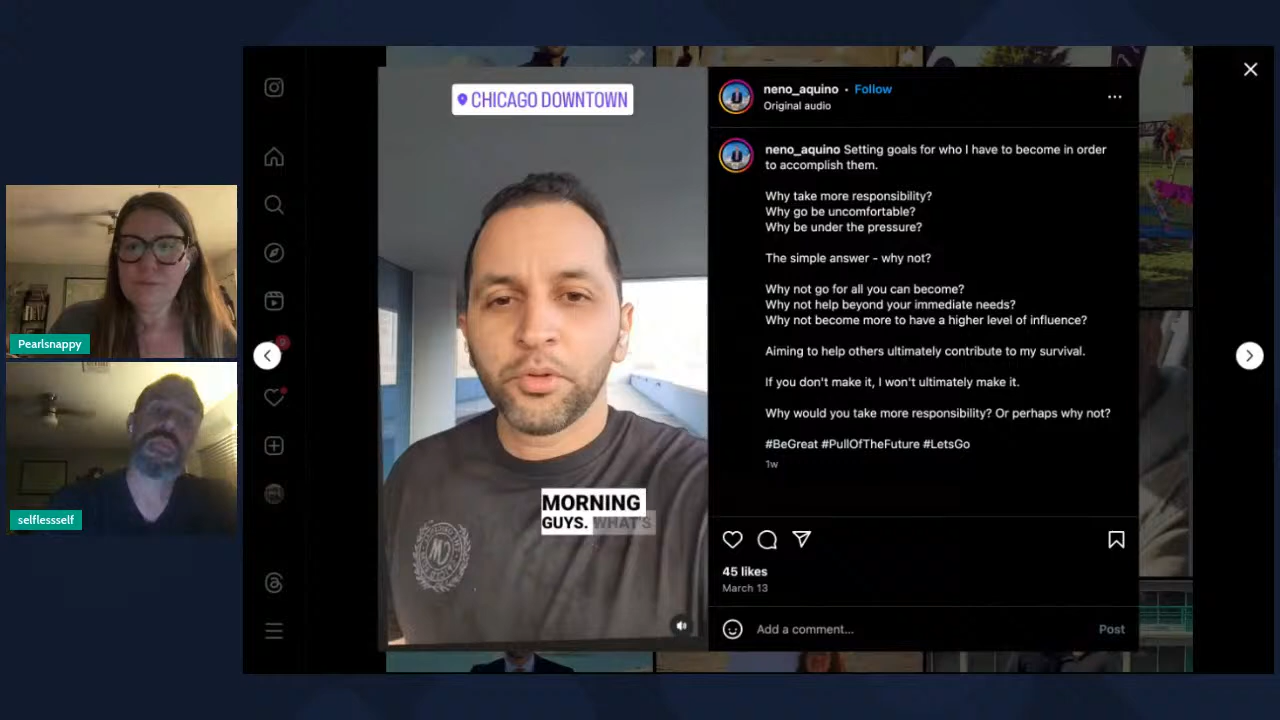 CHICAGO DOWNTOWN
neno_aquino • Follow
Original audio
neno_aquino Setting goals for who I have to become in order
to accomplish them.
Why take more responsibility?
Why go be uncomfortable?
Why be under the pressure?
The simple answer - why not?
Why not go for all you can become?
Why not help beyond your immediate needs?
Why not become more to have a higher level of influence?
Aiming to help others ultimately contribute to my survival.
If you don't make it, I won't ultimately make it.
Why would you take more responsibility? Or perhaps why not?
#BeGreat #PullOfTheFuture #LetsGo
1w
MORNING
GUYS. WHAT'S
45 likes
March 13
Add a comment...
Post
Pearlsnappy
selflessself